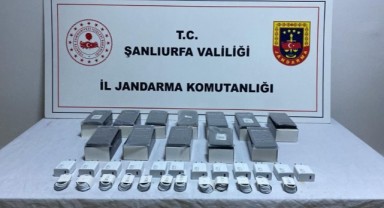 T.C.
ŞANLIURFA VALİLİĞİ
İL JANDARMA KOMUTANLIĞI